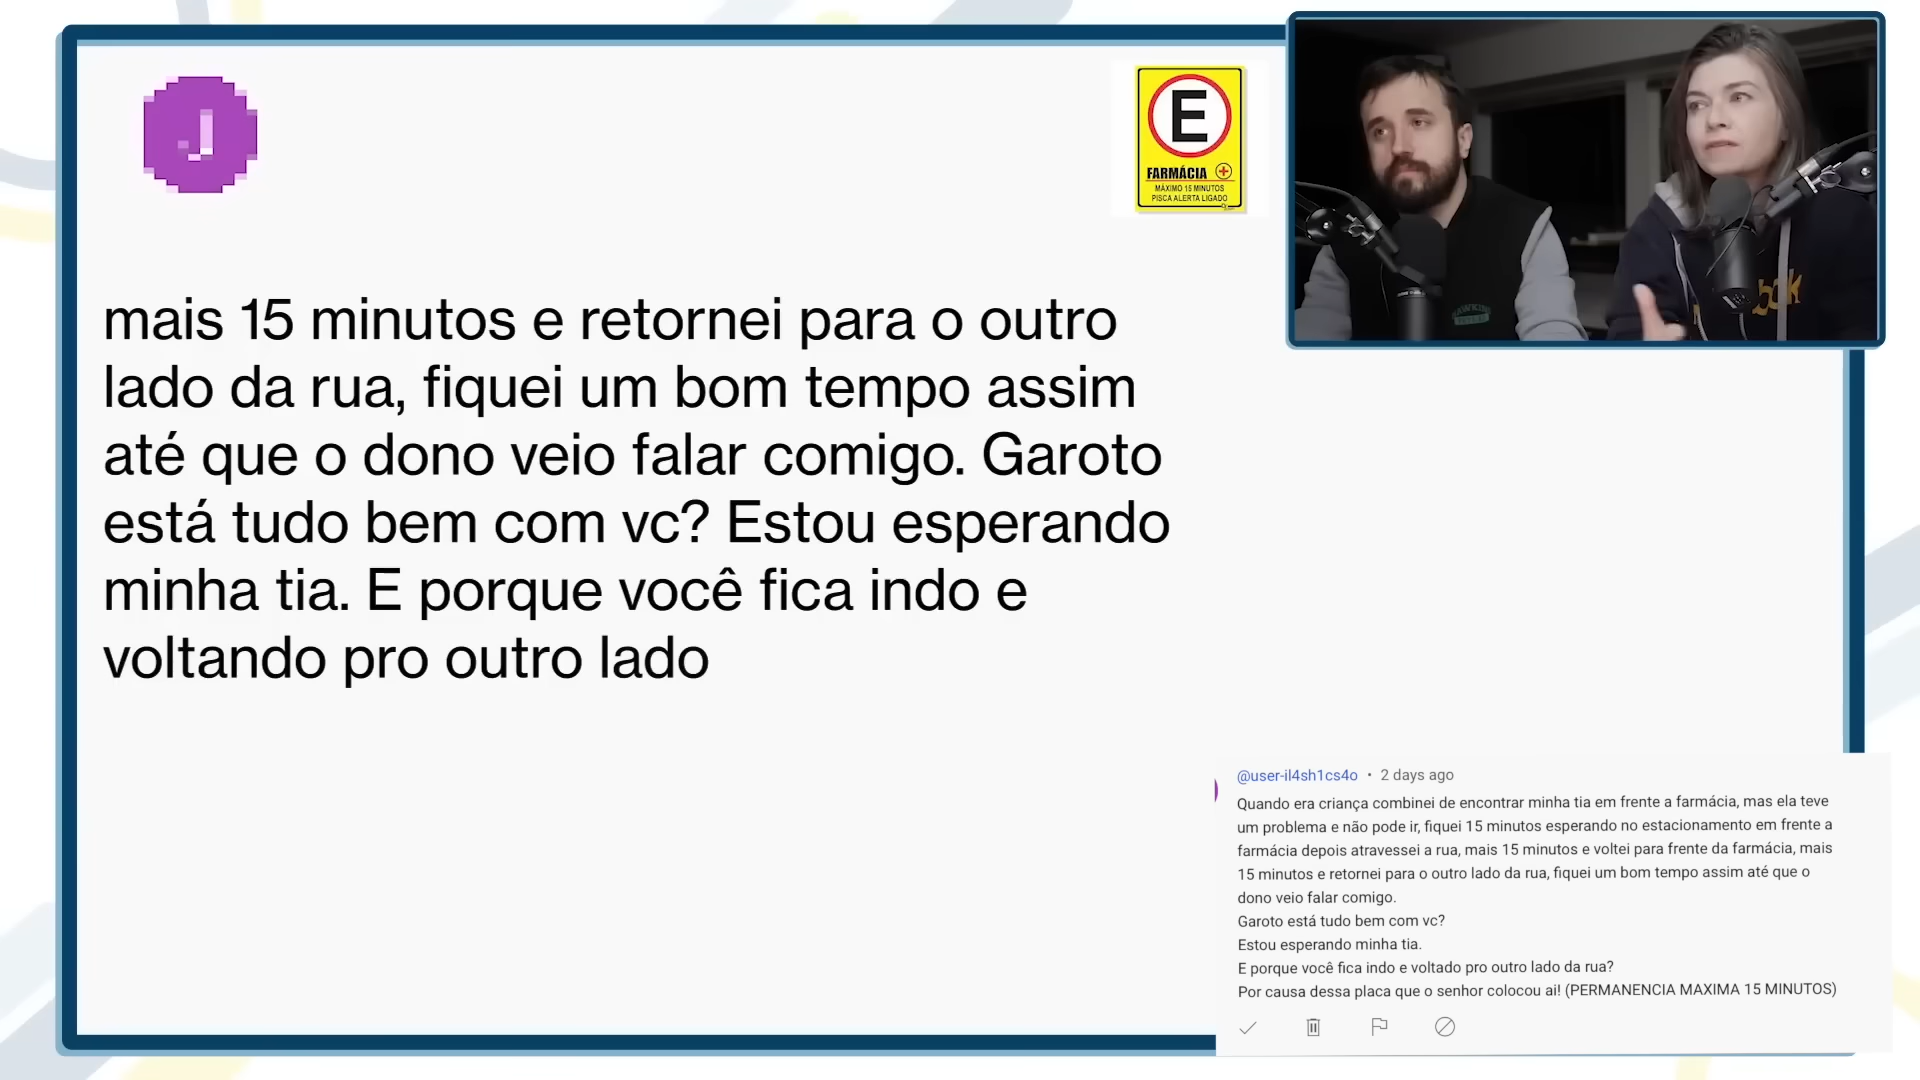 J
E
FARMÁCIA
MÁXIMO 15 MINUTOS
PISCA ALERTA LIGADO
mais 15 minutos e retornei para o outro
lado da rua, fiquei um bom tempo assim
até que o dono veio falar comigo. Garoto
está tudo bem com vc? Estou esperando
minha tia. E porque você fica indo e
voltando pro outro lado
@user-il4sh1cs4o • 2 days ago
Quando era criança combinei de encontrar minha tia em frente a farmácia, mas ela teve
um problema e não pode ir, fiquei 15 minutos esperando no estacionamento em frente a
farmácia depois atravessei a rua, mais 15 minutos e voltei para frente da farmácia, mais
15 minutos e retornei para o outro lado da rua, fiquei um bom tempo assim até que o
dono veio falar comigo.
Garoto está tudo bem com vc?
Estou esperando minha tia.
E porque você fica indo e voltado pro outro lado da rua?
Por causa dessa placa que o senhor colocou ai! (PERMANENCIA MAXIMA 15 MINUTOS)